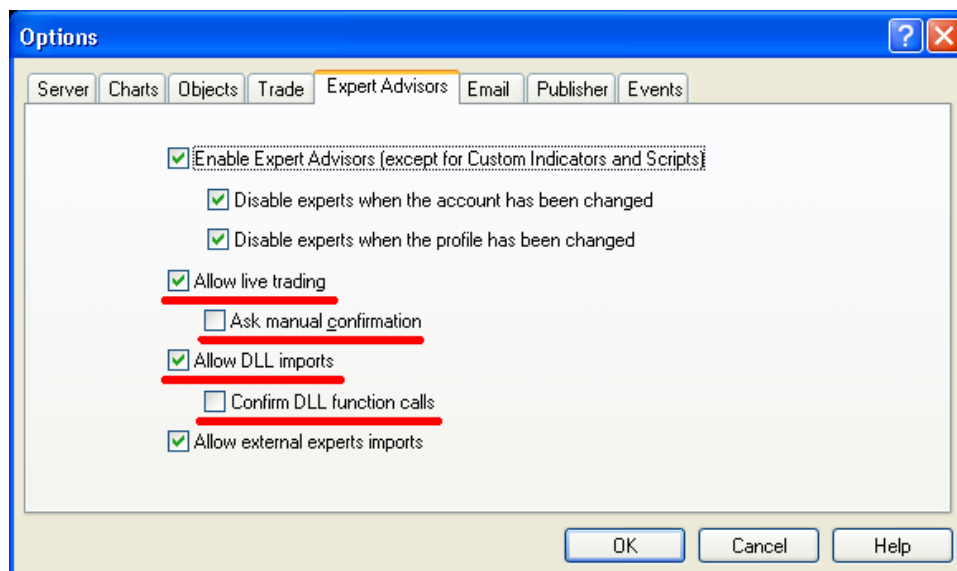 Options
Server Charts Objects Trade Expert Advisors Email Publisher Events
Enable Expert Advisors (except for Custom Indicators and Scripts)
Disable experts when the account has been changed
Disable experts when the profile has been changed
Allow live trading
Ask manual confirmation
Allow DLL imports
Confirm DLL function calls
Allow external experts imports
OK Cancel Help